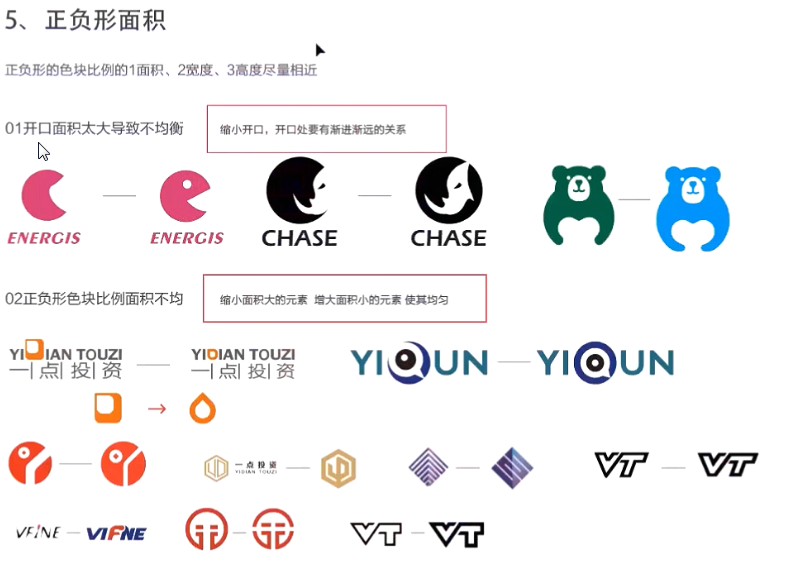 5、正负形面积
正负形的色块比例的1面积、2宽度、3高度尽量相近
01开口面积太大导致不均衡
缩小开口，开口处要有渐进渐远的关系
ENERGIS
ENERGIS
CHASE
CHASE
02正负形色块比例面积不均
缩小面积大的元素 增大面积小的元素 使其均匀
YIDIAN TOUZI
一|点|投|资
YIDIAN TOUZI
一|点|投|资
YIQUN
YIQUN
一点投资
YIDIAN TOUZI
VT
VT
VFINE
VIFNE
VT
VT